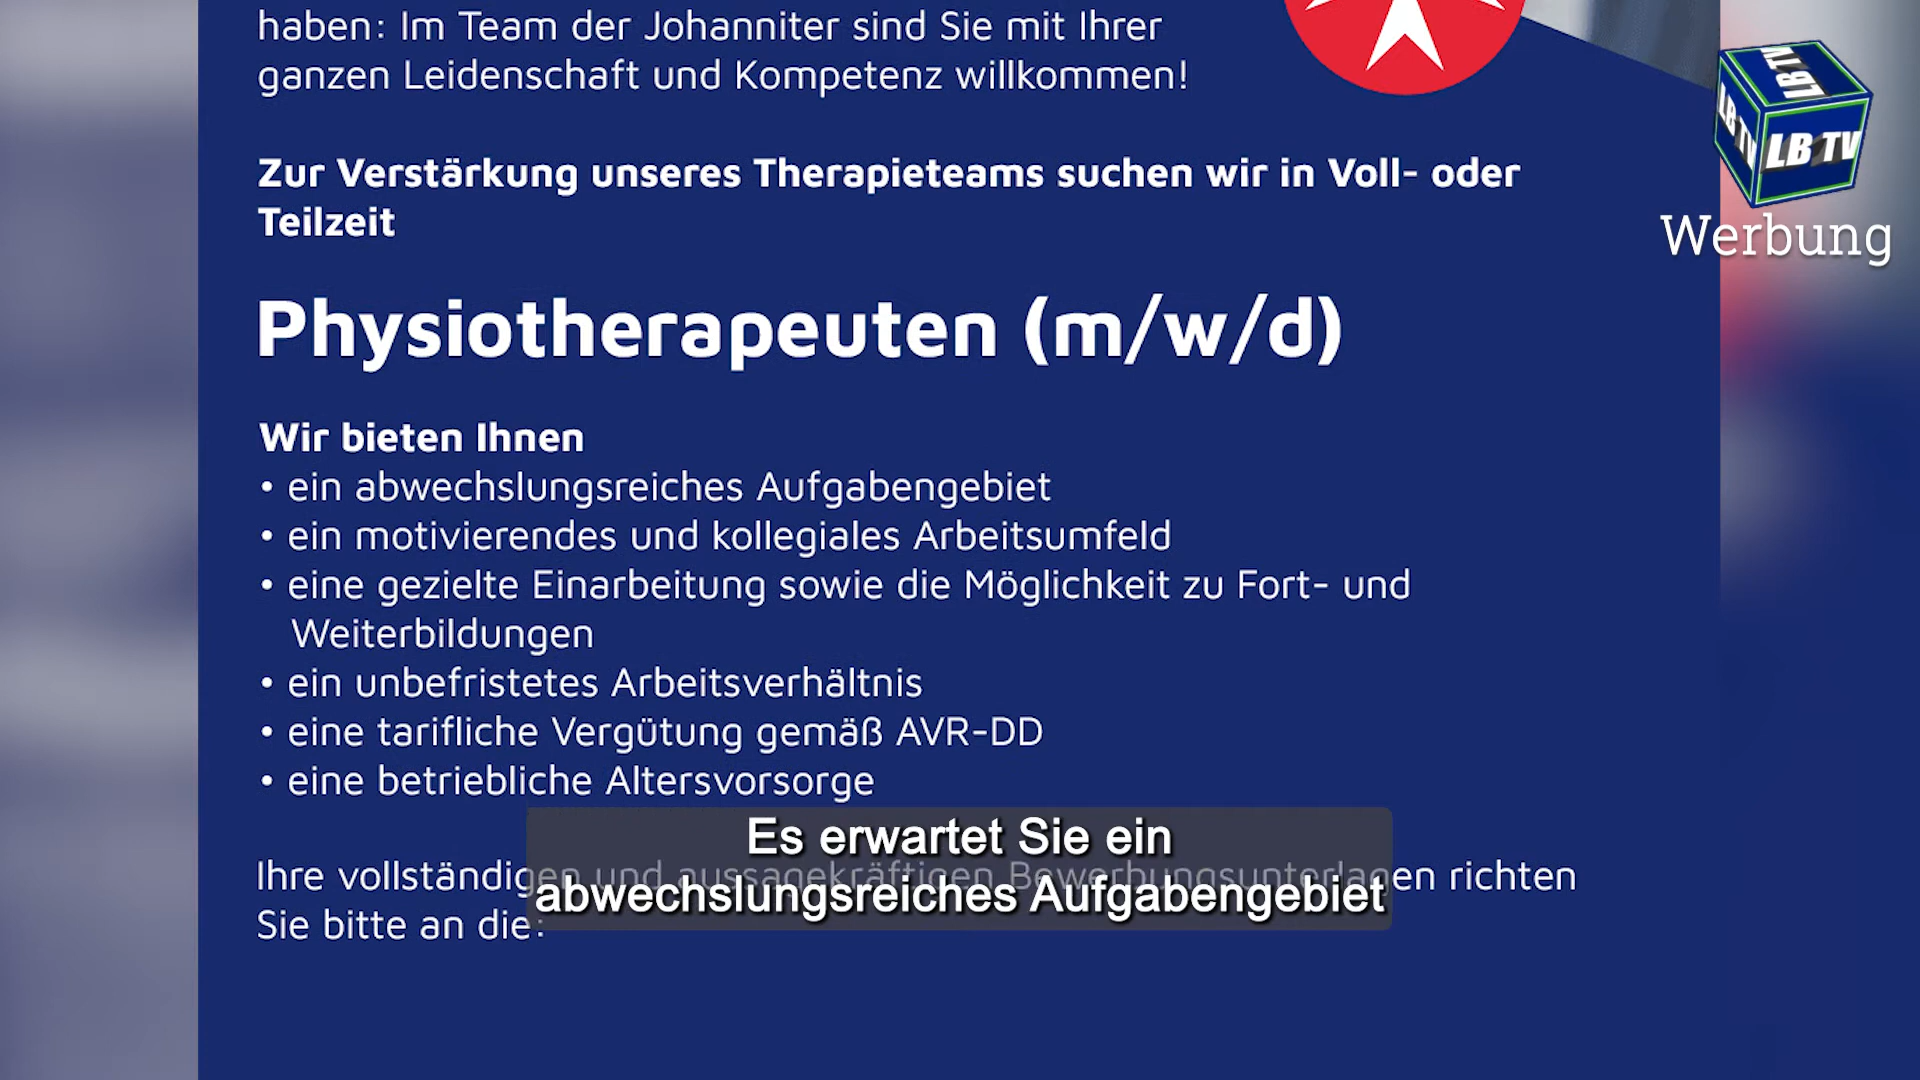 haben: Im Team der Johanniter sind Sie mit Ihrer
ganzen Leidenschaft und Kompetenz willkommen!
LB TV
LB TV
LB TV
Werbung
Zur Verstärkung unseres Therapieteams suchen wir in Voll- oder
Teilzeit
Physiotherapeuten (m/w/d)
Wir bieten Ihnen
• ein abwechslungsreiches Aufgabengebiet
• ein motivierendes und kollegiales Arbeitsumfeld
• eine gezielte Einarbeitung sowie die Möglichkeit zu Fort- und
Weiterbildungen
• ein unbefristetes Arbeitsverhältnis
• eine tarifliche Vergütung gemäß AVR-DD
• eine betriebliche Altersvorsorge
Ihre vollständigen und aussagekräftigen Bewerbungsunterlagen richten
Sie bitte an die:
Es erwartet Sie ein
abwechslungsreiches Aufgabengebiet